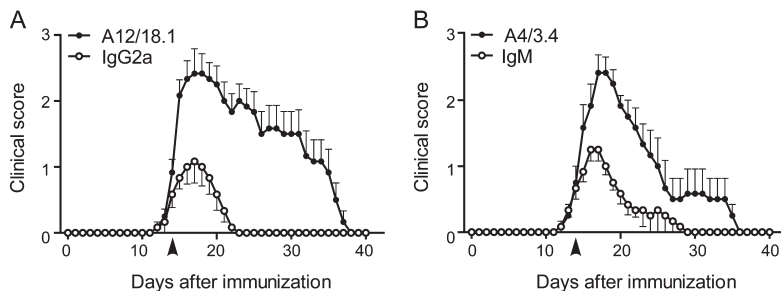 A
A12/18.1
IgG2a
Clinical score
3
2
1
0
0
10
20
30
40
Days after immunization
B
A4/3.4
IgM
Clinical score
3
2
1
0
0
10
20
30
40
Days after immunization